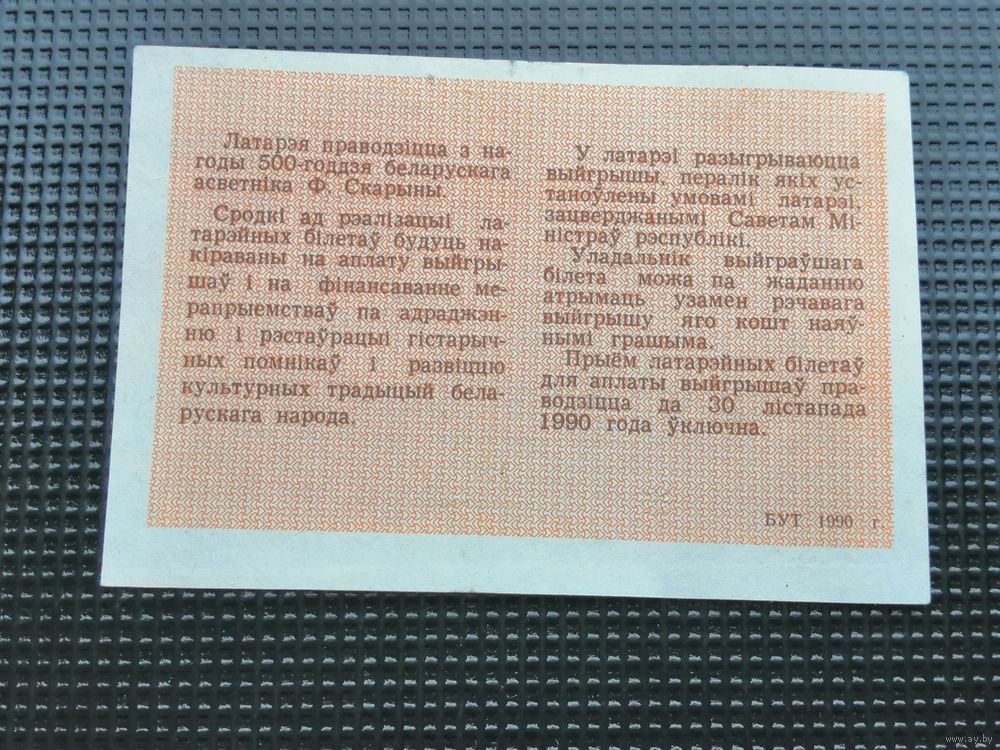 Латарэя праводзіцца з на-
годы 500-годдзя беларускага
асветніка Ф. Скарыны.
Сродкі ад рэалізацыі ла-
тарэйных білетаў будуць на-
кіраваны на аплату выйгры-
шаў і на фінансаванне ме-
рапрыемстваў па адраджэн-
ню і рэстаўрацыі гістарыч-
ных помнікаў і развіццю
культурных традыцый бела-
рускага народа.
У латарэі разыгрываюцца
выйгрышы, пералік якіх ус-
таноўлены умовамі латарэі,
зацверджанымі Саветам Мі-
ністраў рэспублікі.
Уладальнік выйграўшага
білета можа па жаданню
атрымаць узамен рэчавага
выйгрышу яго кошт наяў-
нымі грашыма.
Прыём латарэйных білетаў
для аплаты выйгрышаў пра-
водзіцца да 30 лістапада
1990 года ўключна.
БУТ 1990 г.
www.ay.by